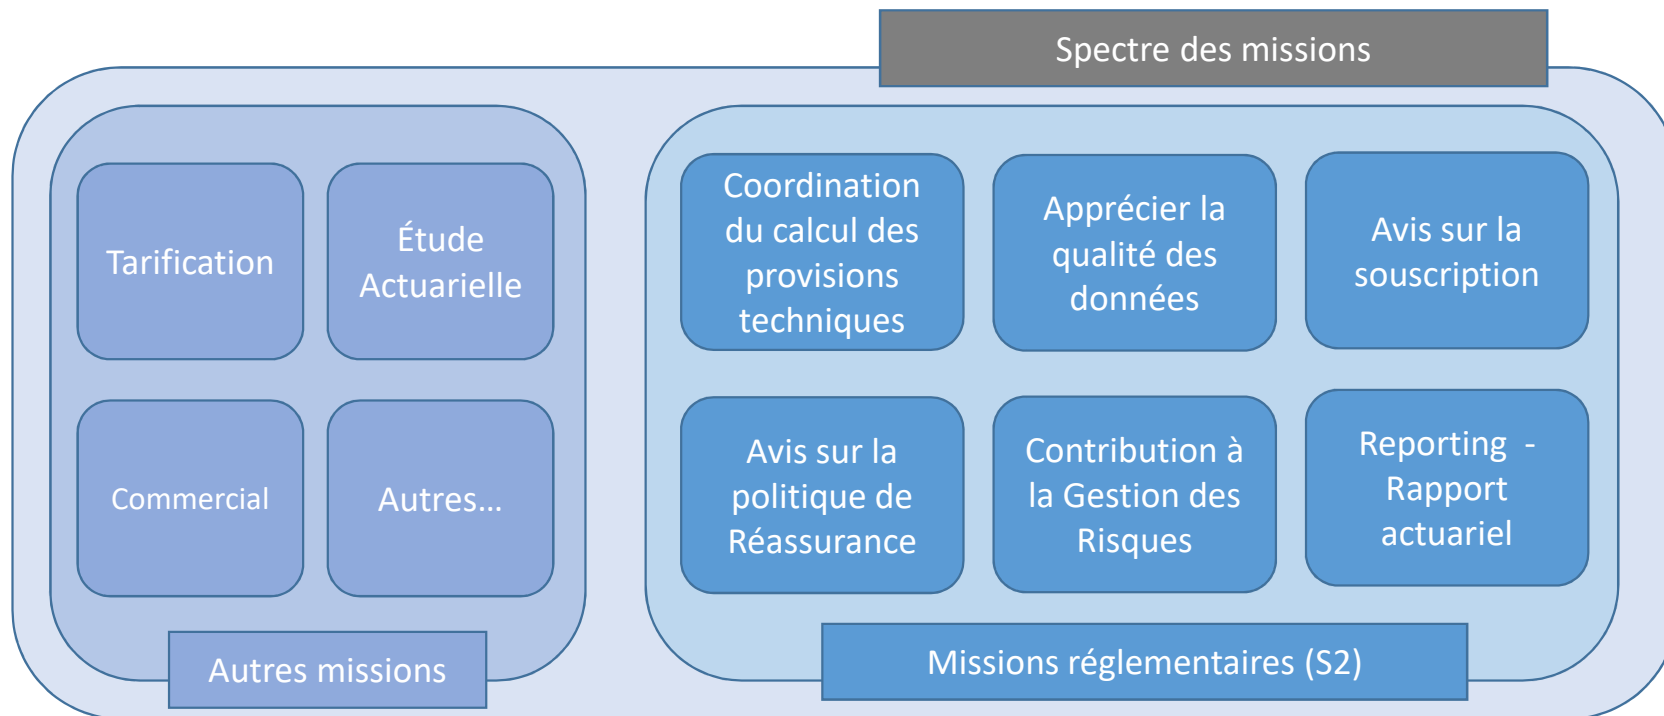 Spectre des missions
Tarification
Étude
Actuarielle
Commercial
Autres...
Autres missions
Coordination
du calcul des
provisions
techniques
Apprécier la
qualité des
données
Avis sur la
souscription
Avis sur la
politique de
Réassurance
Contribution à
la Gestion des
Risques
Reporting -
Rapport
actuariel
Missions réglementaires (S2)